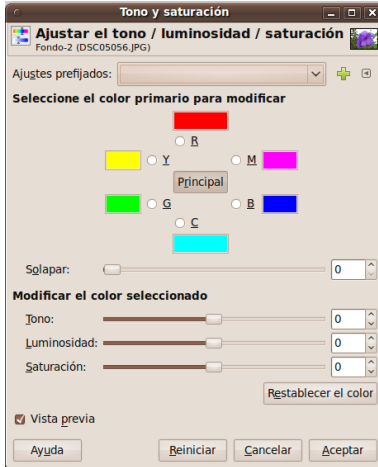 Tono y saturación
Ajustar el tono / luminosidad / saturación
Fondo-2 (DSC05056.JPG)
Ajustes prefijados:
Seleccione el color primario para modificar
R
Y M
Principal
G B
C
Solapar: 0
Modificar el color seleccionado
Tono: 0
Luminosidad: 0
Saturación: 0
Restablecer el color
Vista previa
Ayuda Reiniciar Cancelar Aceptar